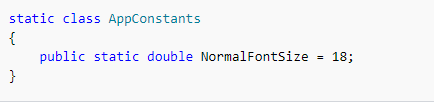 static class AppConstants
{
    public static double NormalFontSize = 18;
}